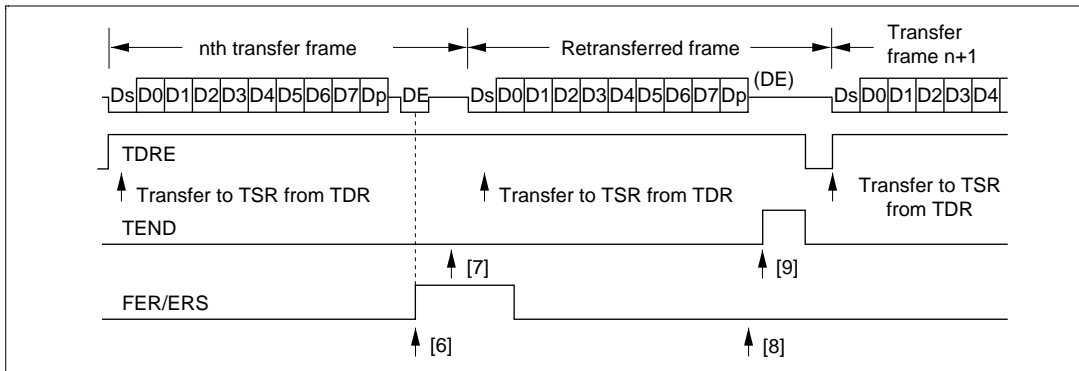 nth transfer frame
Retransferred frame
Transfer
frame n+1
Ds D0 D1 D2 D3 D4 D5 D6 D7 Dp DE
Ds D0 D1 D2 D3 D4 D5 D6 D7 Dp
(DE)
Ds D0 D1 D2 D3 D4
TDRE
Transfer to TSR from TDR
Transfer to TSR from TDR
Transfer to TSR
from TDR
TEND
[7]
[9]
FER/ERS
[6]
[8]